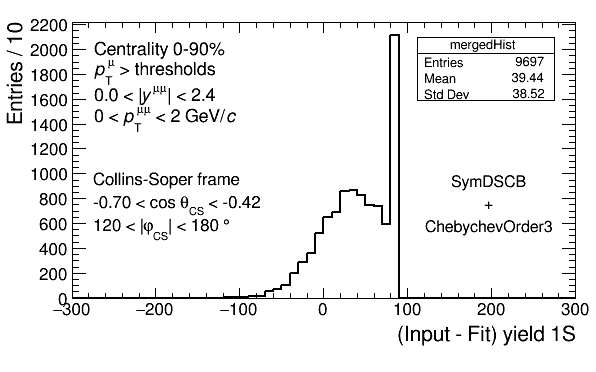 Entries / 10
2200
2000
1800
1600
1400
1200
1000
800
600
400
200
0
Centrality 0-90%
p_T^μ > thresholds
0.0 < |y^μμ| < 2.4
0 < p_T^μμ < 2 GeV/c
Collins-Soper frame
-0.70 < cos θ_CS < -0.42
120 < |φ_CS| < 180 °
mergedHist
Entries 9697
Mean 39.44
Std Dev 38.52
SymDSCB
+
ChebychevOrder3
−300 −200 −100 0 100 200 300
(Input - Fit) yield 1S